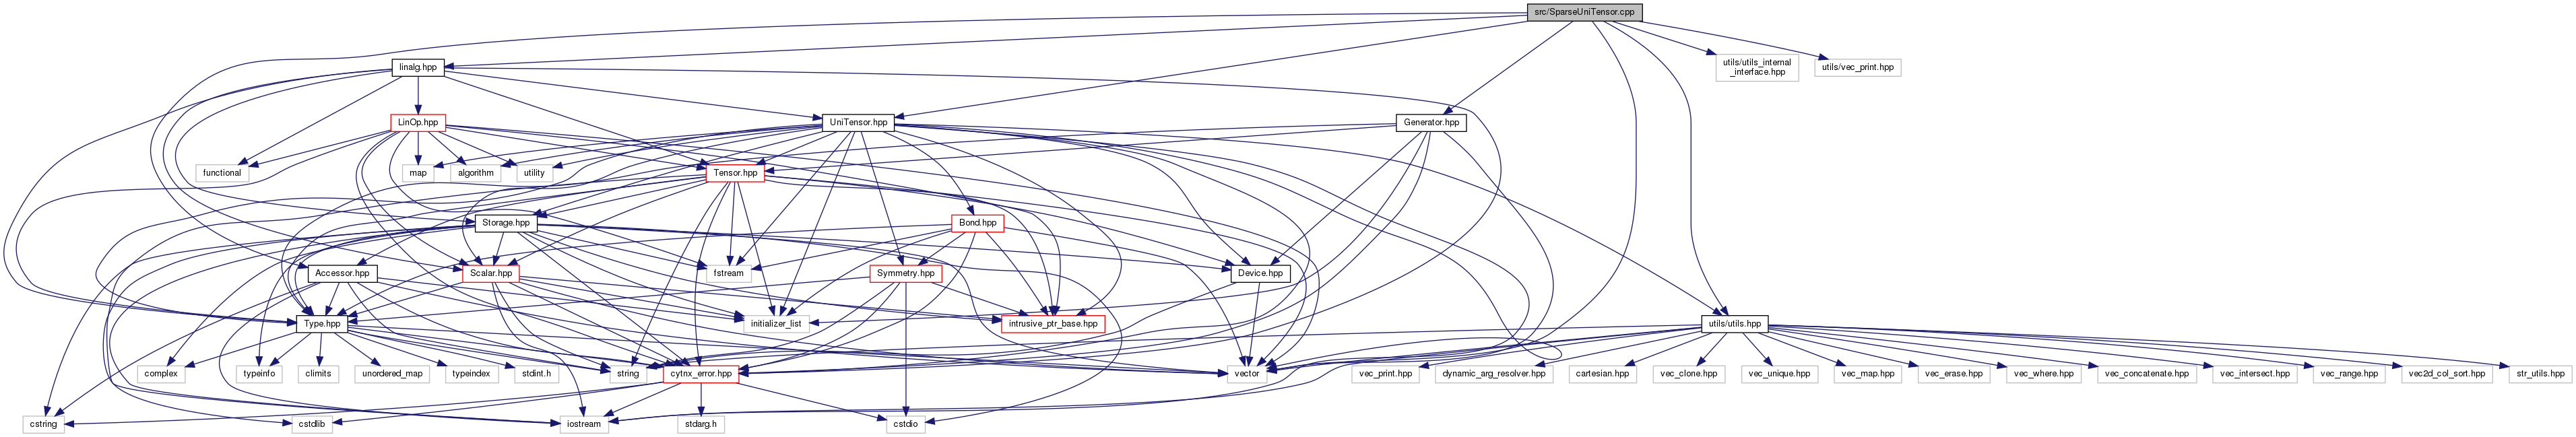 src/SparseUniTensor.cpp
linalg.hpp
utils/utils_internal
_interface.hpp
utils/vec_print.hpp
LinOp.hpp
UniTensor.hpp
Generator.hpp
functional
map
algorithm
utility
Tensor.hpp
Storage.hpp
Bond.hpp
Accessor.hpp
Scalar.hpp
fstream
Symmetry.hpp
Device.hpp
Type.hpp
initializer_list
intrusive_ptr_base.hpp
utils/utils.hpp
complex
typeinfo
climits
unordered_map
typeindex
stdint.h
string
cytnx_error.hpp
vector
vec_print.hpp
dynamic_arg_resolver.hpp
cartesian.hpp
vec_clone.hpp
vec_unique.hpp
vec_map.hpp
vec_erase.hpp
vec_where.hpp
vec_concatenate.hpp
vec_intersect.hpp
vec_range.hpp
vec2d_col_sort.hpp
str_utils.hpp
cstring
cstdlib
iostream
stdarg.h
cstdio